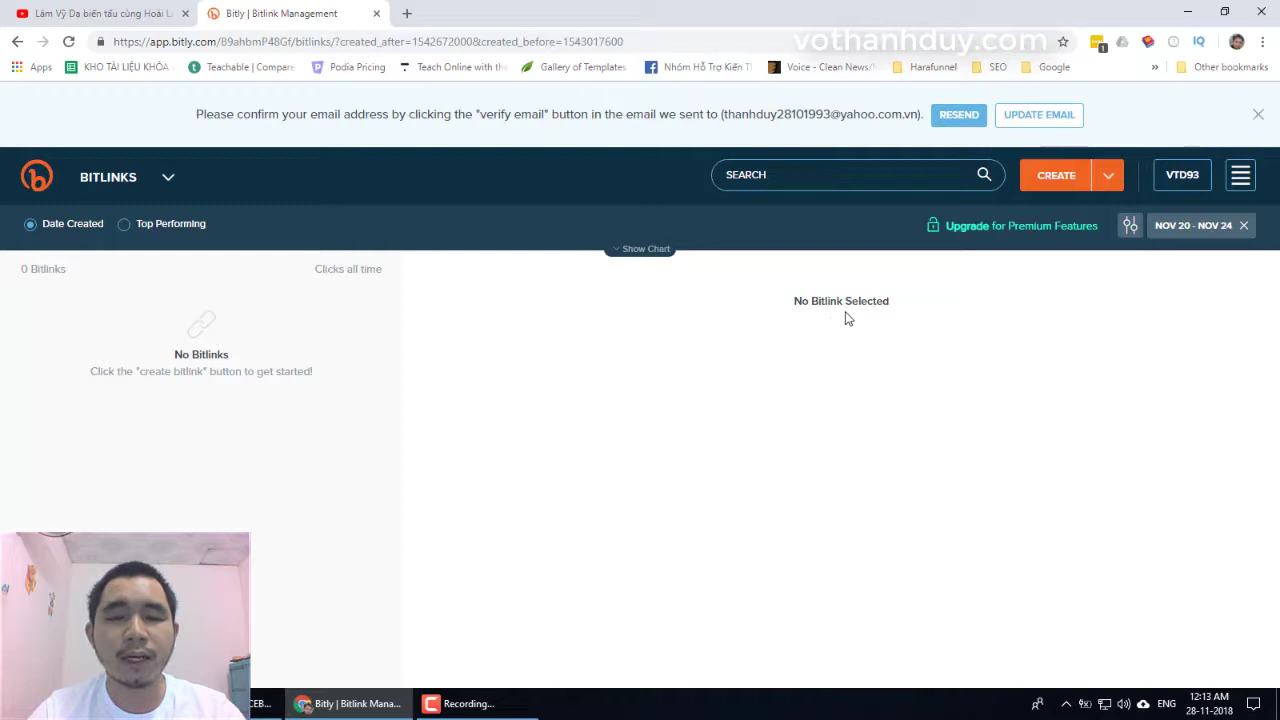 Lâm Vỹ Dạ biến tấu cùng Hoài L
Bitly | Bitlink Management
https://app.bitly.com/B9ahbmP48Gf/bitlinks/?created_after=1542672000&created_before=1543017600
vothanhduy.com
Apps
KHO TÀI LIỆU KHÓA
Teachable | Compare
Podia Pricing
Teach Online with the
Gallery of Templates
Nhóm Hỗ Trợ Kiến T
Voice - Clean News/
Harafunnel
SEO
Google
»
Other bookmarks
Please confirm your email address by clicking the "verify email" button in the email we sent to (thanhduy28101993@yahoo.com.vn).
RESEND
UPDATE EMAIL
BITLINKS
SEARCH
CREATE
VTD93
Date Created
Top Performing
Upgrade for Premium Features
NOV 20 - NOV 24
Show Chart
0 Bitlinks
Clicks all time
No Bitlink Selected
No Bitlinks
Click the "create bitlink" button to get started!
CEB...
Bitly | Bitlink Mana...
Recording...
ENG
12:13 AM
28-11-2018